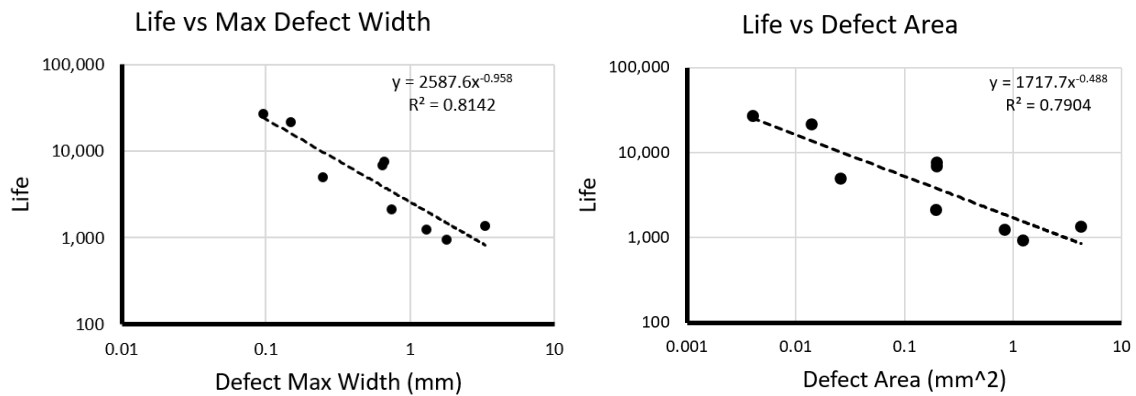 Life vs Max Defect Width
100,000
10,000
1,000
100
0.01
0.1
1
10
Life
Defect Max Width (mm)
y = 2587.6x^-0.958
R² = 0.8142
Life vs Defect Area
100,000
10,000
1,000
100
0.001
0.01
0.1
1
10
Life
Defect Area (mm^2)
y = 1717.7x^-0.488
R² = 0.7904